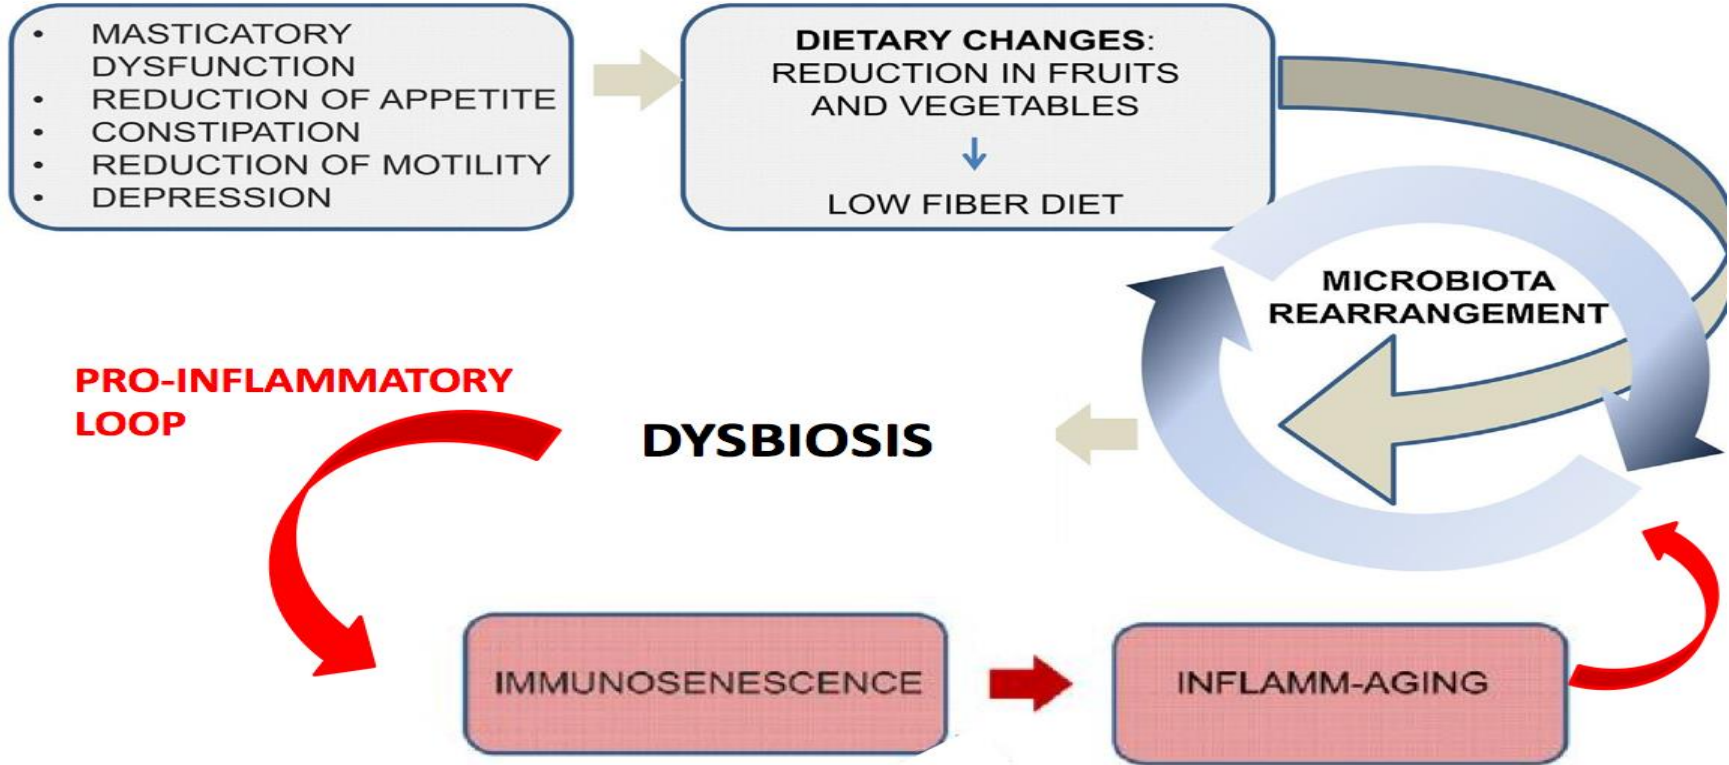 • MASTICATORY
DYSFUNCTION
• REDUCTION OF APPETITE
• CONSTIPATION
• REDUCTION OF MOTILITY
• DEPRESSION
DIETARY CHANGES:
REDUCTION IN FRUITS
AND VEGETABLES
LOW FIBER DIET
MICROBIOTA
REARRANGEMENT
PRO-INFLAMMATORY
LOOP
DYSBIOSIS
IMMUNOSENESCENCE
INFLAMM-AGING